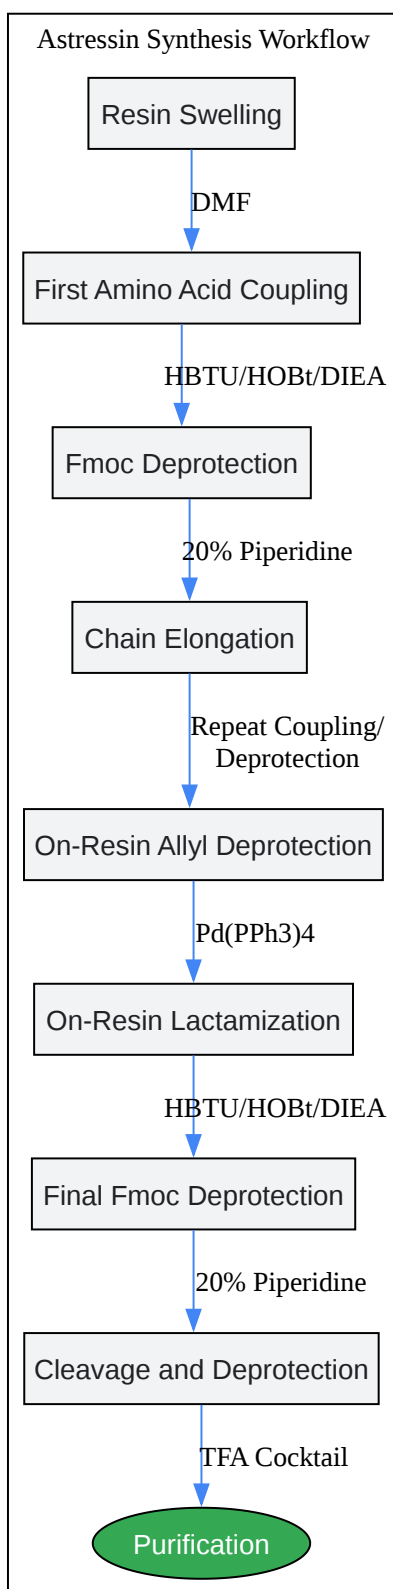 Astressin Synthesis Workflow
Resin Swelling
DMF
First Amino Acid Coupling
HBTU/HOBt/DIEA
Fmoc Deprotection
20% Piperidine
Chain Elongation
Repeat Coupling/
Deprotection
On-Resin Allyl Deprotection
Pd(PPh3)4
On-Resin Lactamization
HBTU/HOBt/DIEA
Final Fmoc Deprotection
20% Piperidine
Cleavage and Deprotection
TFA Cocktail
Purification